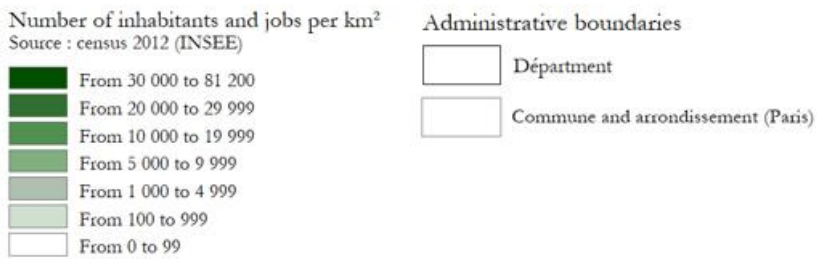 Number of inhabitants and jobs per km²
Source : census 2012 (INSEE)
From 30 000 to 81 200
From 20 000 to 29 999
From 10 000 to 19 999
From 5 000 to 9 999
From 1 000 to 4 999
From 100 to 999
From 0 to 99
Administrative boundaries
Départment
Commune and arrondissement (Paris)